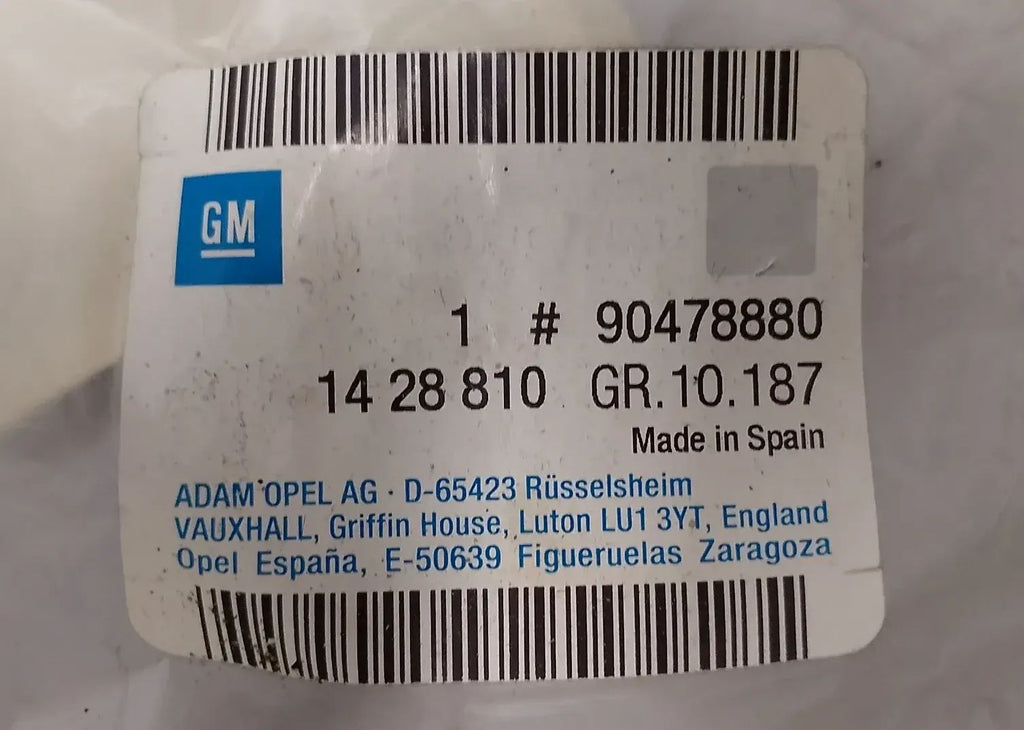 GM
1 # 90478880
14 28 810 GR.10.187
Made in Spain
ADAM OPEL AG · D-65423 Rüsselsheim
VAUXHALL, Griffin House, Luton LU1 3YT, England
Opel España, E-50639 Figueruelas Zaragoza